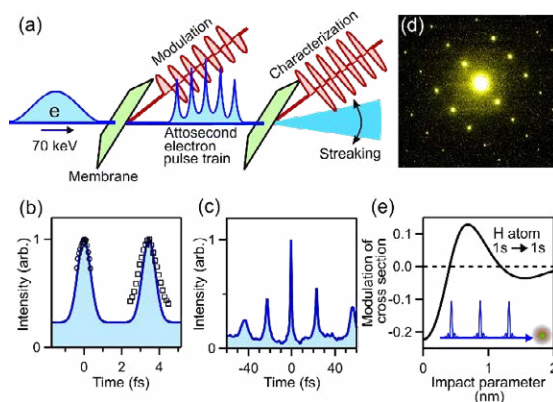 (a)
Modulation
Characterization
e
70 keV
Membrane
Attosecond
electron
pulse train
Streaking
(d)
(b)
Intensity (arb.)
1
0
0 2 4
Time (fs)
(c)
Intensity (arb.)
1
0
-40 0 40
Time (fs)
(e)
Modulation of
cross section
0.1
0.0
-0.1
-0.2
H atom
1s → 1s
0 1 2
Impact parameter
(nm)